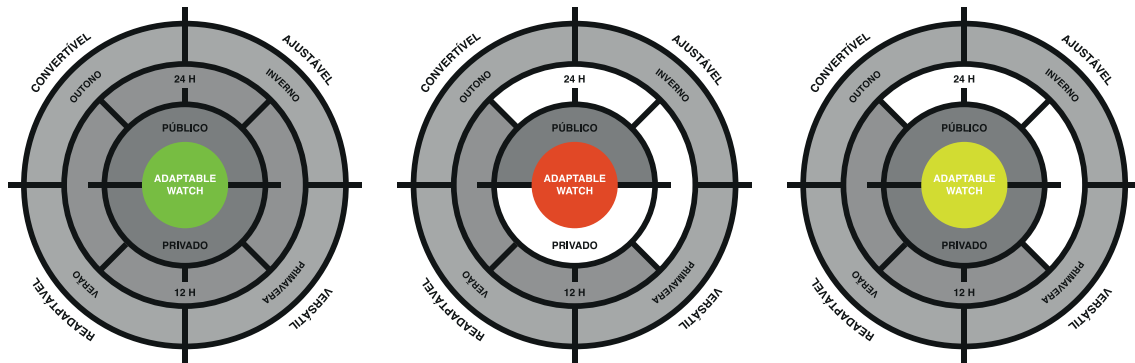 CONVERTÍVEL
AJUSTÁVEL
OUTONO
24 H
INVERNO
PÚBLICO
ADAPTABLE
WATCH
PRIVADO
VERÃO
12 H
PRIMAVERA
READAPTÁVEL
VERSÁTIL
CONVERTÍVEL
AJUSTÁVEL
OUTONO
24 H
INVERNO
PÚBLICO
ADAPTABLE
WATCH
PRIVADO
VERÃO
12 H
PRIMAVERA
READAPTÁVEL
VERSÁTIL
CONVERTÍVEL
AJUSTÁVEL
OUTONO
24 H
INVERNO
PÚBLICO
ADAPTABLE
WATCH
PRIVADO
VERÃO
12 H
PRIMAVERA
READAPTÁVEL
VERSÁTIL